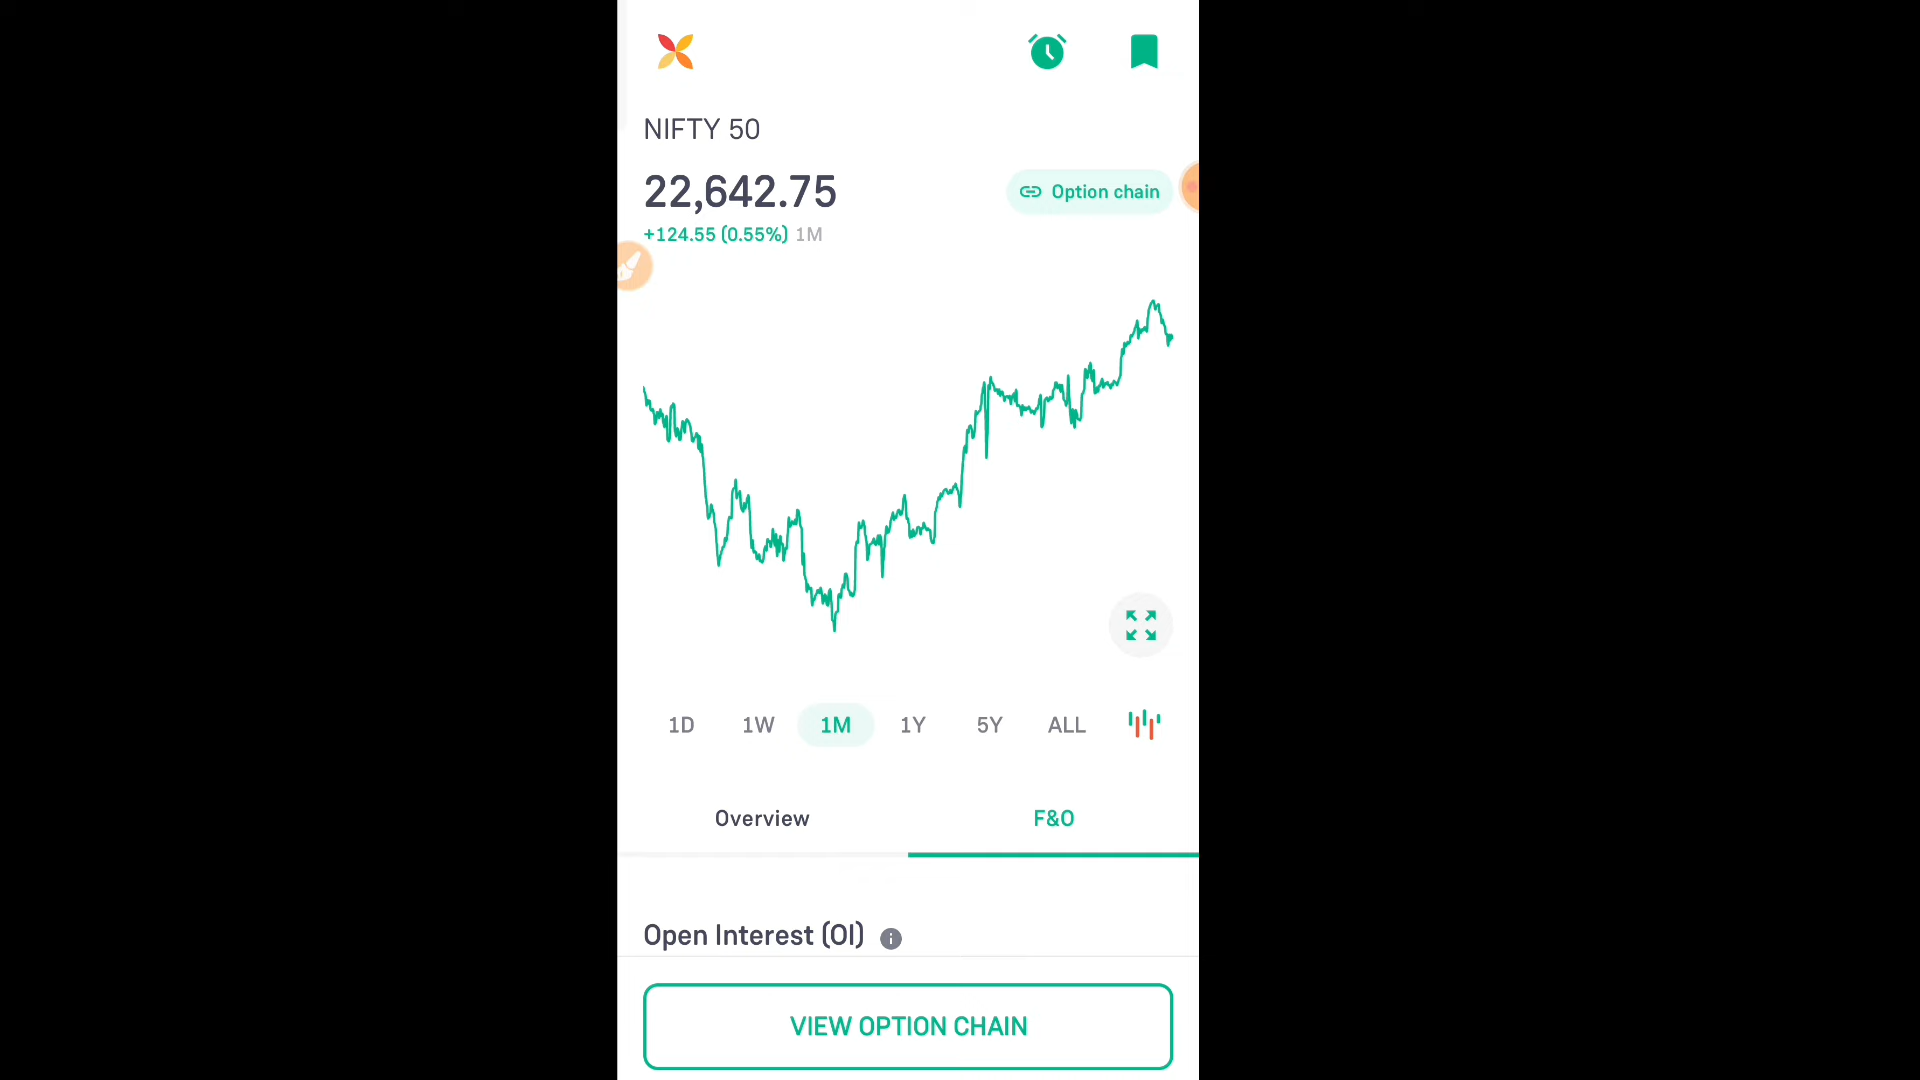 NIFTY 50
22,642.75
Option chain
+124.55 (0.55%) 1M
1D 1W 1M 1Y 5Y ALL
Overview F&O
Open Interest (OI)
VIEW OPTION CHAIN